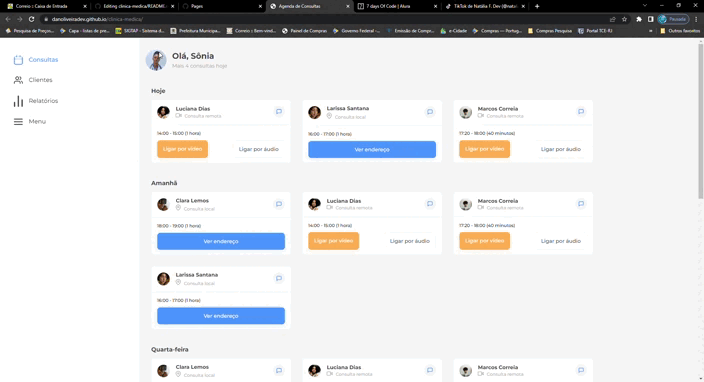 Correio :: Caixa de Entrada
Editing clinica-medica/README.m
Pages
Agenda de Consultas
7 days Of Code | Alura
TikTok de Natália F. Dev @whats
danoliveiradev.github.io/clinica-medica/
Pausada
Pesquisa de Preços...
Capa - listas de pre...
SIGTAP - Sistema d...
Prefeitura Municipa...
Correio :: Bem-vind...
Painel de Compras
Governo Federal -...
Emissão de Compr...
e-Cidade
Compras — Portug...
Compras Pesquisa
Portal TCE-RJ
Outros favoritos
Consultas
Clientes
Relatórios
Menu
Olá, Sônia
Mais 4 consultas hoje
Hoje
Luciana Dias
Consulta remota
14:00 - 15:00 (1 hora)
Ligar por vídeo
Ligar por áudio
Larissa Santana
Consulta local
16:00 - 17:00 (1 hora)
Ver endereço
Marcos Correia
Consulta remota
17:20 - 18:00 (40 minutos)
Ligar por vídeo
Ligar por áudio
Amanhã
Clara Lemos
Consulta local
18:00 - 19:00 (1 hora)
Ver endereço
Luciana Dias
Consulta remota
14:00 - 15:00 (1 hora)
Ligar por vídeo
Ligar por áudio
Marcos Correia
Consulta remota
17:20 - 18:00 (40 minutos)
Ligar por vídeo
Ligar por áudio
Larissa Santana
Consulta local
16:00 - 17:00 (1 hora)
Ver endereço
Quarta-feira
Clara Lemos
Consulta local
Luciana Dias
Consulta remota
Marcos Correia
Consulta remota